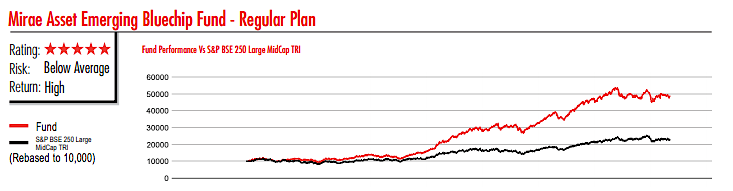 Mirae Asset Emerging Bluechip Fund - Regular Plan
Rating: ★★★★★
Risk: Below Average
Return: High
Fund Performance Vs S&P BSE 250 Large MidCap TRI
60000
50000
40000
30000
20000
10000
0
Fund
S&P BSE 250 Large
MidCap TRI
(Rebased to 10,000)